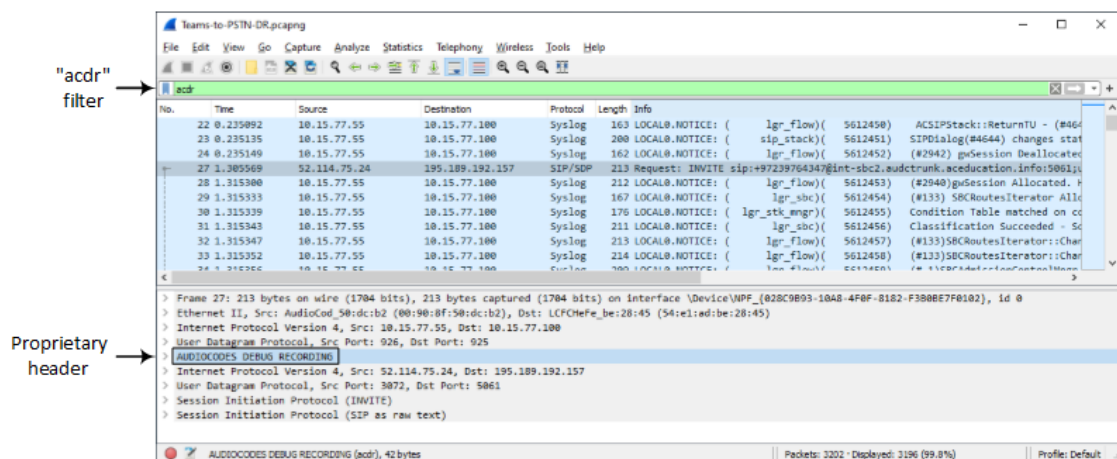 Teams-to-PSTN-DR.pcapng
File Edit View Go Capture Analyze Statistics Telephony Wireless Tools Help
"acdr"
filter
acdr
No. Time Source Destination Protocol Length Info
22 0.235092 10.15.77.55 10.15.77.100 Syslog 163 LOCAL0.NOTICE: ( lgr_flow)( 5612450) ACSIPStack::ReturnTU - (#464
23 0.235135 10.15.77.55 10.15.77.100 Syslog 200 LOCAL0.NOTICE: ( sip_stack)( 5612451) SIPDialog(#4644) changes stat
24 0.235149 10.15.77.55 10.15.77.100 Syslog 162 LOCAL0.NOTICE: ( lgr_flow)( 5612452) (#2942) gwSession Deallocated
27 1.305569 52.114.75.24 195.189.192.157 SIP/SDP 213 Request: INVITE sip:+97239764347@int-sbc2.audctrunk.aceducation.info:5061;u
28 1.315300 10.15.77.55 10.15.77.100 Syslog 212 LOCAL0.NOTICE: ( lgr_flow)( 5612453) (#2940)gwSession Allocated. H
29 1.315333 10.15.77.55 10.15.77.100 Syslog 167 LOCAL0.NOTICE: ( lgr_sbc)( 5612454) (#133) SBCRoutesIterator Allo
30 1.315339 10.15.77.55 10.15.77.100 Syslog 176 LOCAL0.NOTICE: ( lgr_stk_mngr)( 5612455) Condition Table matched on co
31 1.315343 10.15.77.55 10.15.77.100 Syslog 211 LOCAL0.NOTICE: ( lgr_sbc)( 5612456) Classification Succeeded - So
32 1.315347 10.15.77.55 10.15.77.100 Syslog 213 LOCAL0.NOTICE: ( lgr_flow)( 5612457) (#133)SBCRoutesIterator::Char
33 1.315352 10.15.77.55 10.15.77.100 Syslog 214 LOCAL0.NOTICE: ( lgr_flow)( 5612458) (#133)SBCRoutesIterator::Char
Frame 27: 213 bytes on wire (1704 bits), 213 bytes captured (1704 bits) on interface \Device\NPF_{028C9B93-10A8-4F0F-8182-F3B0BE7F0102}, id 0
Ethernet II, Src: AudioCod_50:dc:b2 (00:90:8f:50:dc:b2), Dst: LCFCHeFe_be:28:45 (54:e1:ad:be:28:45)
Internet Protocol Version 4, Src: 10.15.77.55, Dst: 10.15.77.100
User Datagram Protocol, Src Port: 926, Dst Port: 925
Proprietary
header
AUDIOCODES DEBUG RECORDING
Internet Protocol Version 4, Src: 52.114.75.24, Dst: 195.189.192.157
User Datagram Protocol, Src Port: 3072, Dst Port: 5061
Session Initiation Protocol (INVITE)
Session Initiation Protocol (SIP as raw text)
AUDIOCODES DEBUG RECORDING (acdr), 42 bytes
Packets: 3202 · Displayed: 3196 (99.8%)
Profile: Default